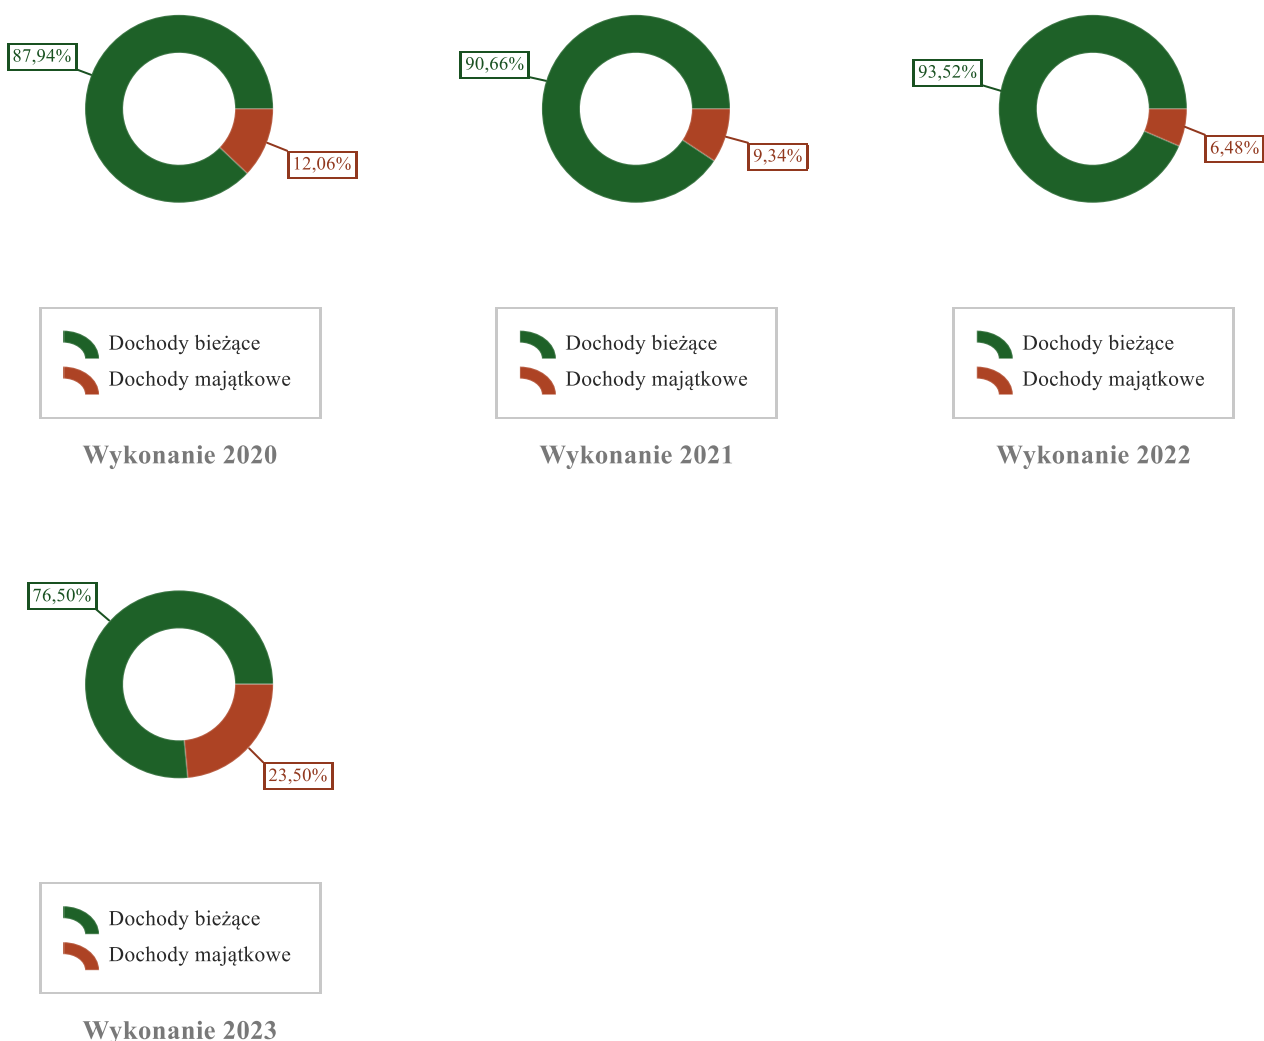 87,94%
12,06%
Dochody bieżące
Dochody majątkowe
Wykonanie 2020
90,66%
9,34%
Dochody bieżące
Dochody majątkowe
Wykonanie 2021
93,52%
6,48%
Dochody bieżące
Dochody majątkowe
Wykonanie 2022
76,50%
23,50%
Dochody bieżące
Dochody majątkowe
Wykonanie 2023